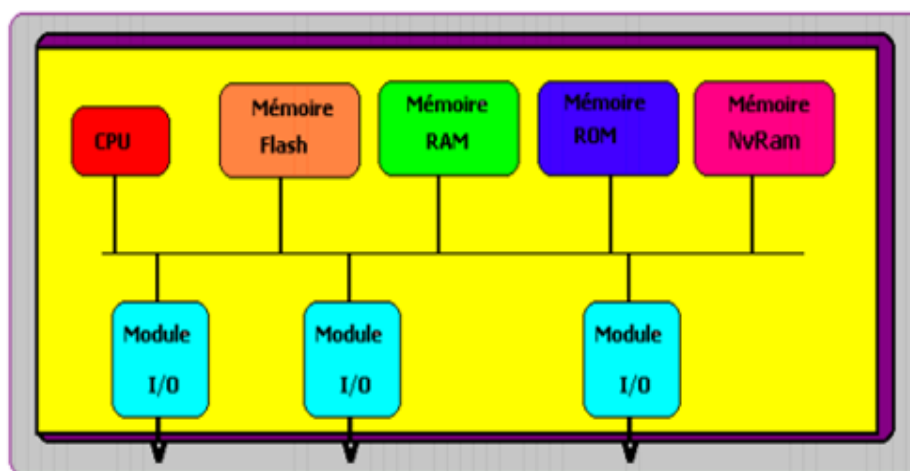 CPU
Mémoire
Flash
Mémoire
RAM
Mémoire
ROM
Mémoire
NvRam
Module
I/O
Module
I/O
Module
I/O